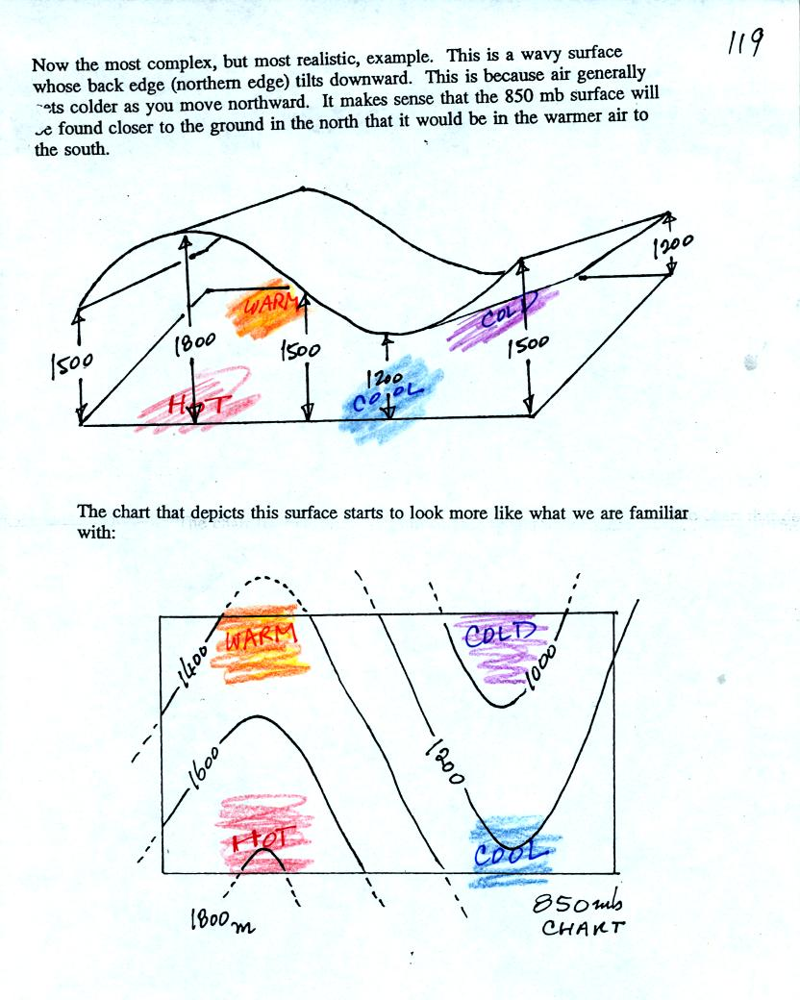 119
Now the most complex, but most realistic, example. This is a wavy surface
whose back edge (northern edge) tilts downward. This is because air generally
ets colder as you move northward. It makes sense that the 850 mb surface will
e found closer to the ground in the north that it would be in the warmer air to
the south.
1200
WARM
COLD
1500
1800
1500
1200
1500
HOT
COOL
The chart that depicts this surface starts to look more like what we are familiar
with:
WARM
COLD
1400
1000
1600
1200
HOT
COOL
1800 m
850 mb
CHART